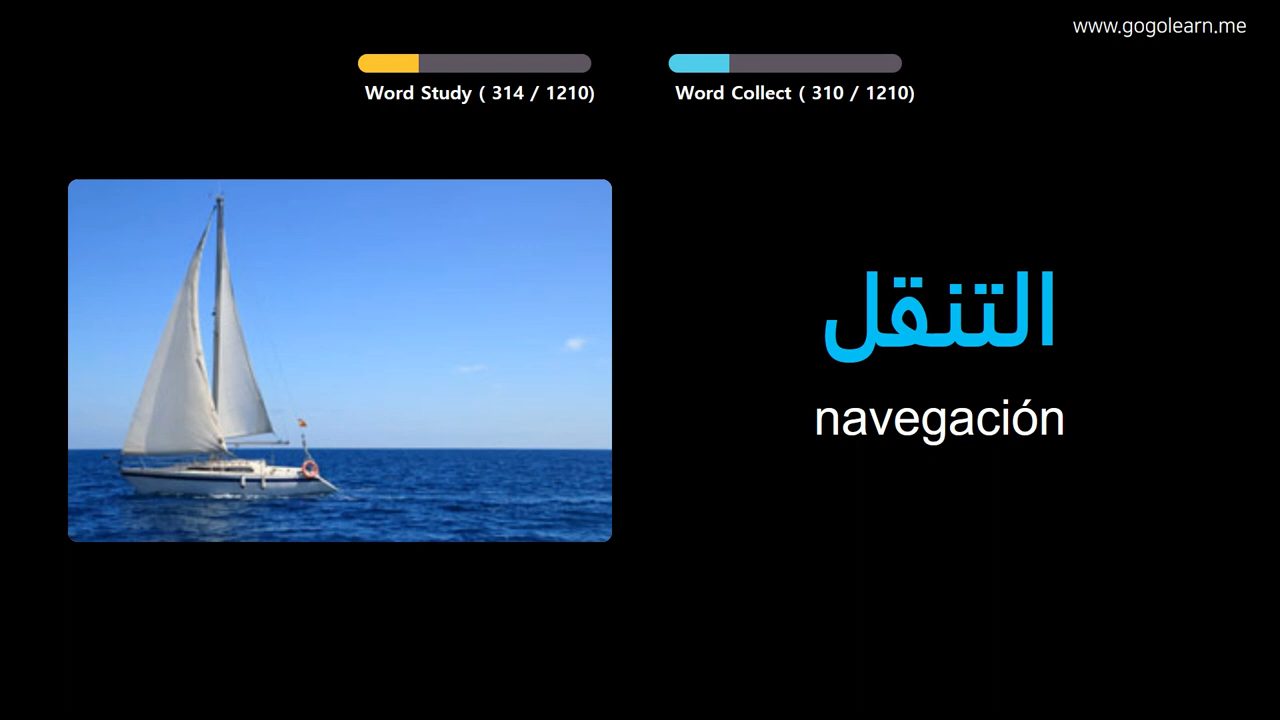 www.gogolearn.me
Word Study ( 314 / 1210)
Word Collect ( 310 / 1210)
التنقل
navegación